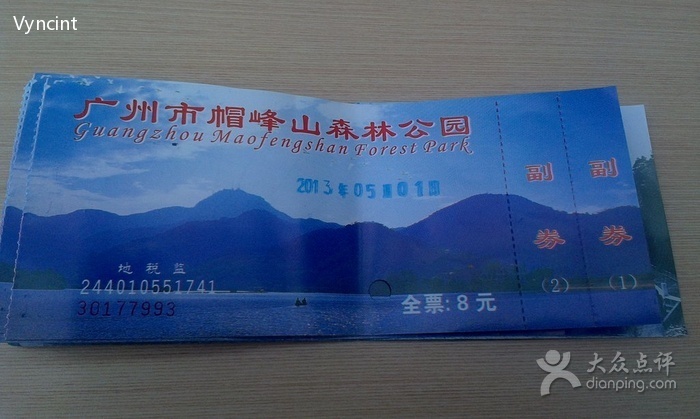 Vyncint
广州市帽峰山森林公园
Guangzhou Maofengshan Forest Park
2013年05月01日
地税监
244010551741
30177993
全票:8元
副券
(2)
副券
(1)
大众点评
dianping.com